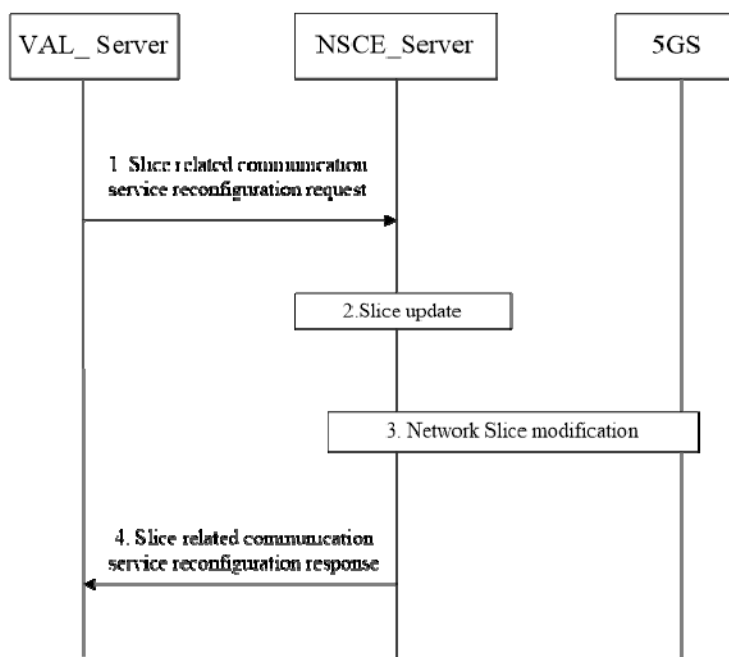 VAL_ Server
NSCE_Server
5GS
1. Slice related communication
service reconfiguration request
2.Slice update
3. Network Slice modification
4. Slice related communication
service reconfiguration response